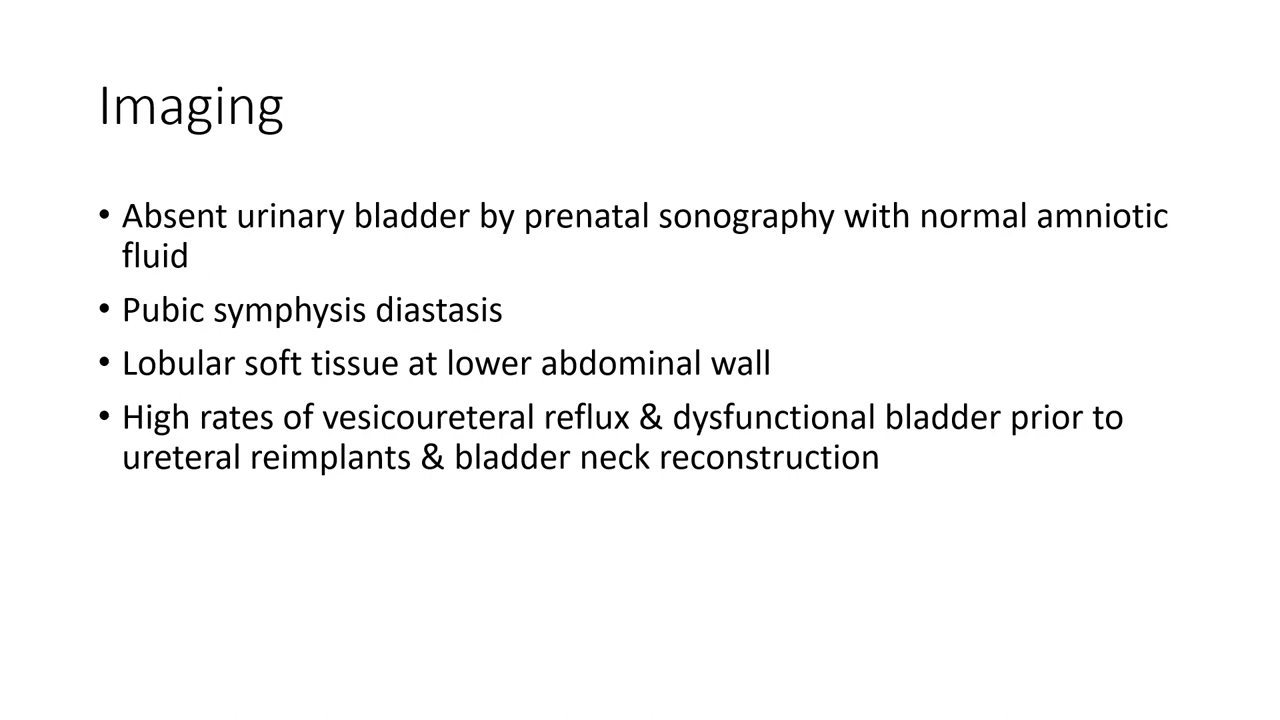 Imaging
• Absent urinary bladder by prenatal sonography with normal amniotic
fluid
• Pubic symphysis diastasis
• Lobular soft tissue at lower abdominal wall
• High rates of vesicoureteral reflux & dysfunctional bladder prior to
ureteral reimplants & bladder neck reconstruction